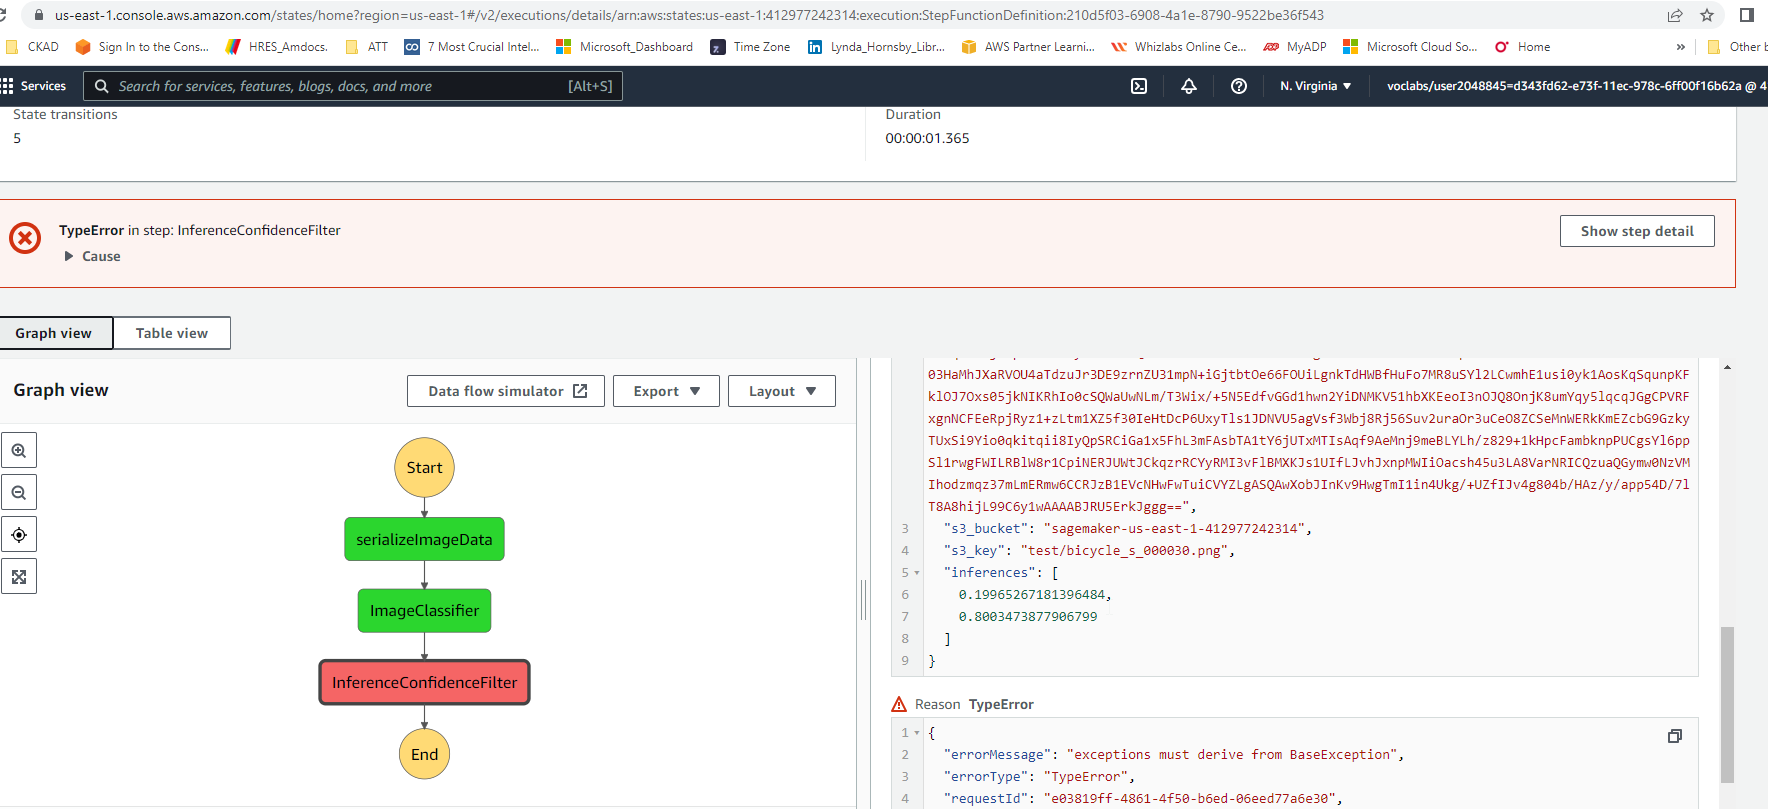 us-east-1.console.aws.amazon.com/states/home?region=us-east-1#/v2/executions/details/arn:aws:states:us-east-1:412977242314:execution:StepFunctionDefinition:210d5f03-6908-4a1e-8790-9522be36f543
CKAD Sign In to the Cons... HRES_Amdocs. ATT 7 Most Crucial Intel... Microsoft_Dashboard Time Zone Lynda_Hornsby_Libr... AWS Partner Learni... Whizlabs Online Ce... MyADP Microsoft Cloud So... Home » Other b
Services Search for services, features, blogs, docs, and more [Alt+S] N. Virginia ▼ voclabs/user2048845=d343fd62-e73f-11ec-978c-6ff00f16b62a @ 4
State transitions Duration
5 00:00:01.365
TypeError in step: InferenceConfidenceFilter Show step detail
Cause
Graph view Table view
Graph view Data flow simulator Export ▼ Layout ▼
03HaMhJXaRVOU4aTdzuJr3DE9zrnZU31mpN+iGjtbtOe66FOUiLgnkTdHWBfHuFo7MR8uSYl2LCwmhE1usi0yk1AosKqSqunpKF
klOJ7Oxs05jkNIKRhIo0cSQWaUwNLm/T3Wix/+5N5EdfvGGd1hwn2YiDNMKV51hbXKEeoI3nOJQ8OnjK8umYqy5lqcqJGgCPVRF
xgnNCFEeRpjRyz1+zLtm1XZ5f30IeHtDcP6UxyTls1JDNVU5agVsf3Wbj8Rj56Suv2uraOr3uCeO8ZCSeMnWERkKmEZcbG9Gzky
TUxSi9Yio0qkitqii8IyQpSRCiGa1x5FhL3mFAsbTA1tY6jUTxMTIsAqf9AeMnj9meBLYLh/z829+1kHpcFambknpPUCgsYl6pp
Sl1rwgFWILRBlW8r1CpiNERJUWtJCkqzrRCYyRMI3vFlBMXKJs1UIfLJvhJxnpMWIiOacsh45u3LA8VarNRICQzuaQGymw0NzVM
Ihodzmqz37mLmERmw6CCRJzB1EVcNHwFwTuiCVYZLgASQAwXobJInKv9HwgTmI1in4Ukg/+UZfIJv4g804b/HAz/y/app54D/7l
T8A8hijL99C6y1wAAAABJRU5ErkJggg==",
3 "s3_bucket": "sagemaker-us-east-1-412977242314",
4 "s3_key": "test/bicycle_s_000030.png",
5 "inferences": [
6 0.19965267181396484,
7 0.8003473877906799
8 ]
9 }
Start
serializeImageData
ImageClassifier
InferenceConfidenceFilter
End
Reason TypeError
1 {
2 "errorMessage": "exceptions must derive from BaseException",
3 "errorType": "TypeError",
4 "requestId": "e03819ff-4861-4f50-b6ed-06eed77a6e30",